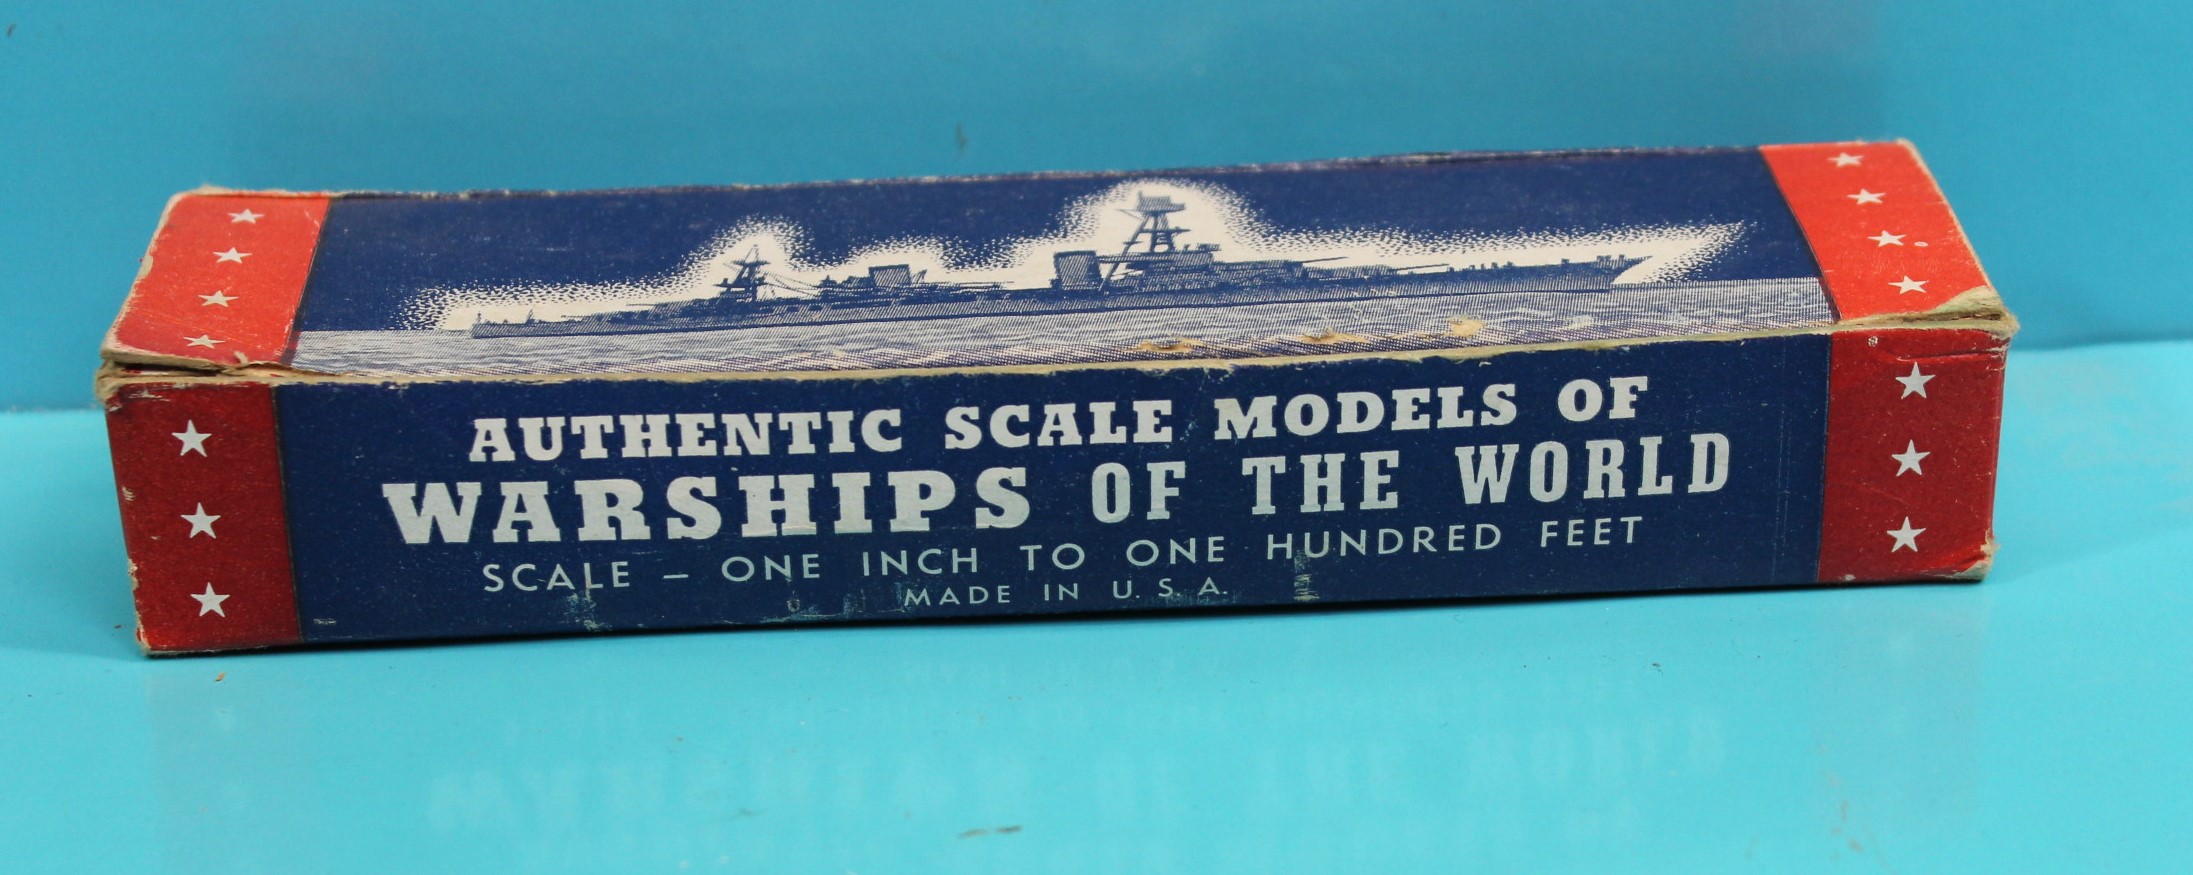 AUTHENTIC SCALE MODELS OF
WARSHIPS OF THE WORLD
SCALE – ONE INCH TO ONE HUNDRED FEET
MADE IN U. S. A.